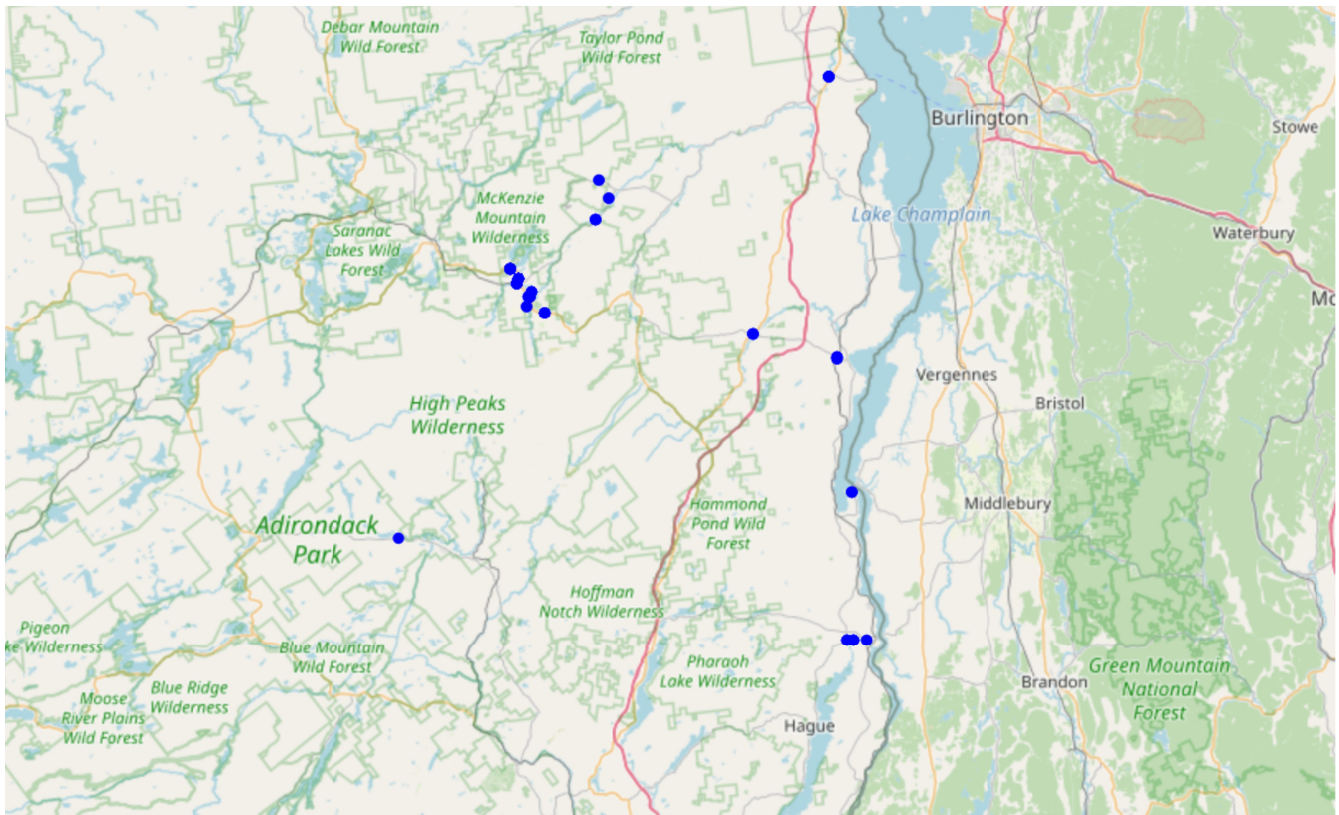 Debar Mountain
Wild Forest
Taylor Pond
Wild Forest
Burlington
Stowe
McKenzie
Mountain
Wilderness
Saranac
Lakes Wild
Forest
Lake Champlain
Waterbury
Mo
Vergennes
Bristol
High Peaks
Wilderness
Middlebury
Hammond
Pond Wild
Forest
Adirondack
Park
Hoffman
Notch Wilderness
Pigeon
ke Wilderness
Blue Mountain
Wild Forest
Pharaoh
Lake Wilderness
Green Mountain
National
Forest
Brandon
Moose
River Plains
Wild Forest
Blue Ridge
Wilderness
Hague